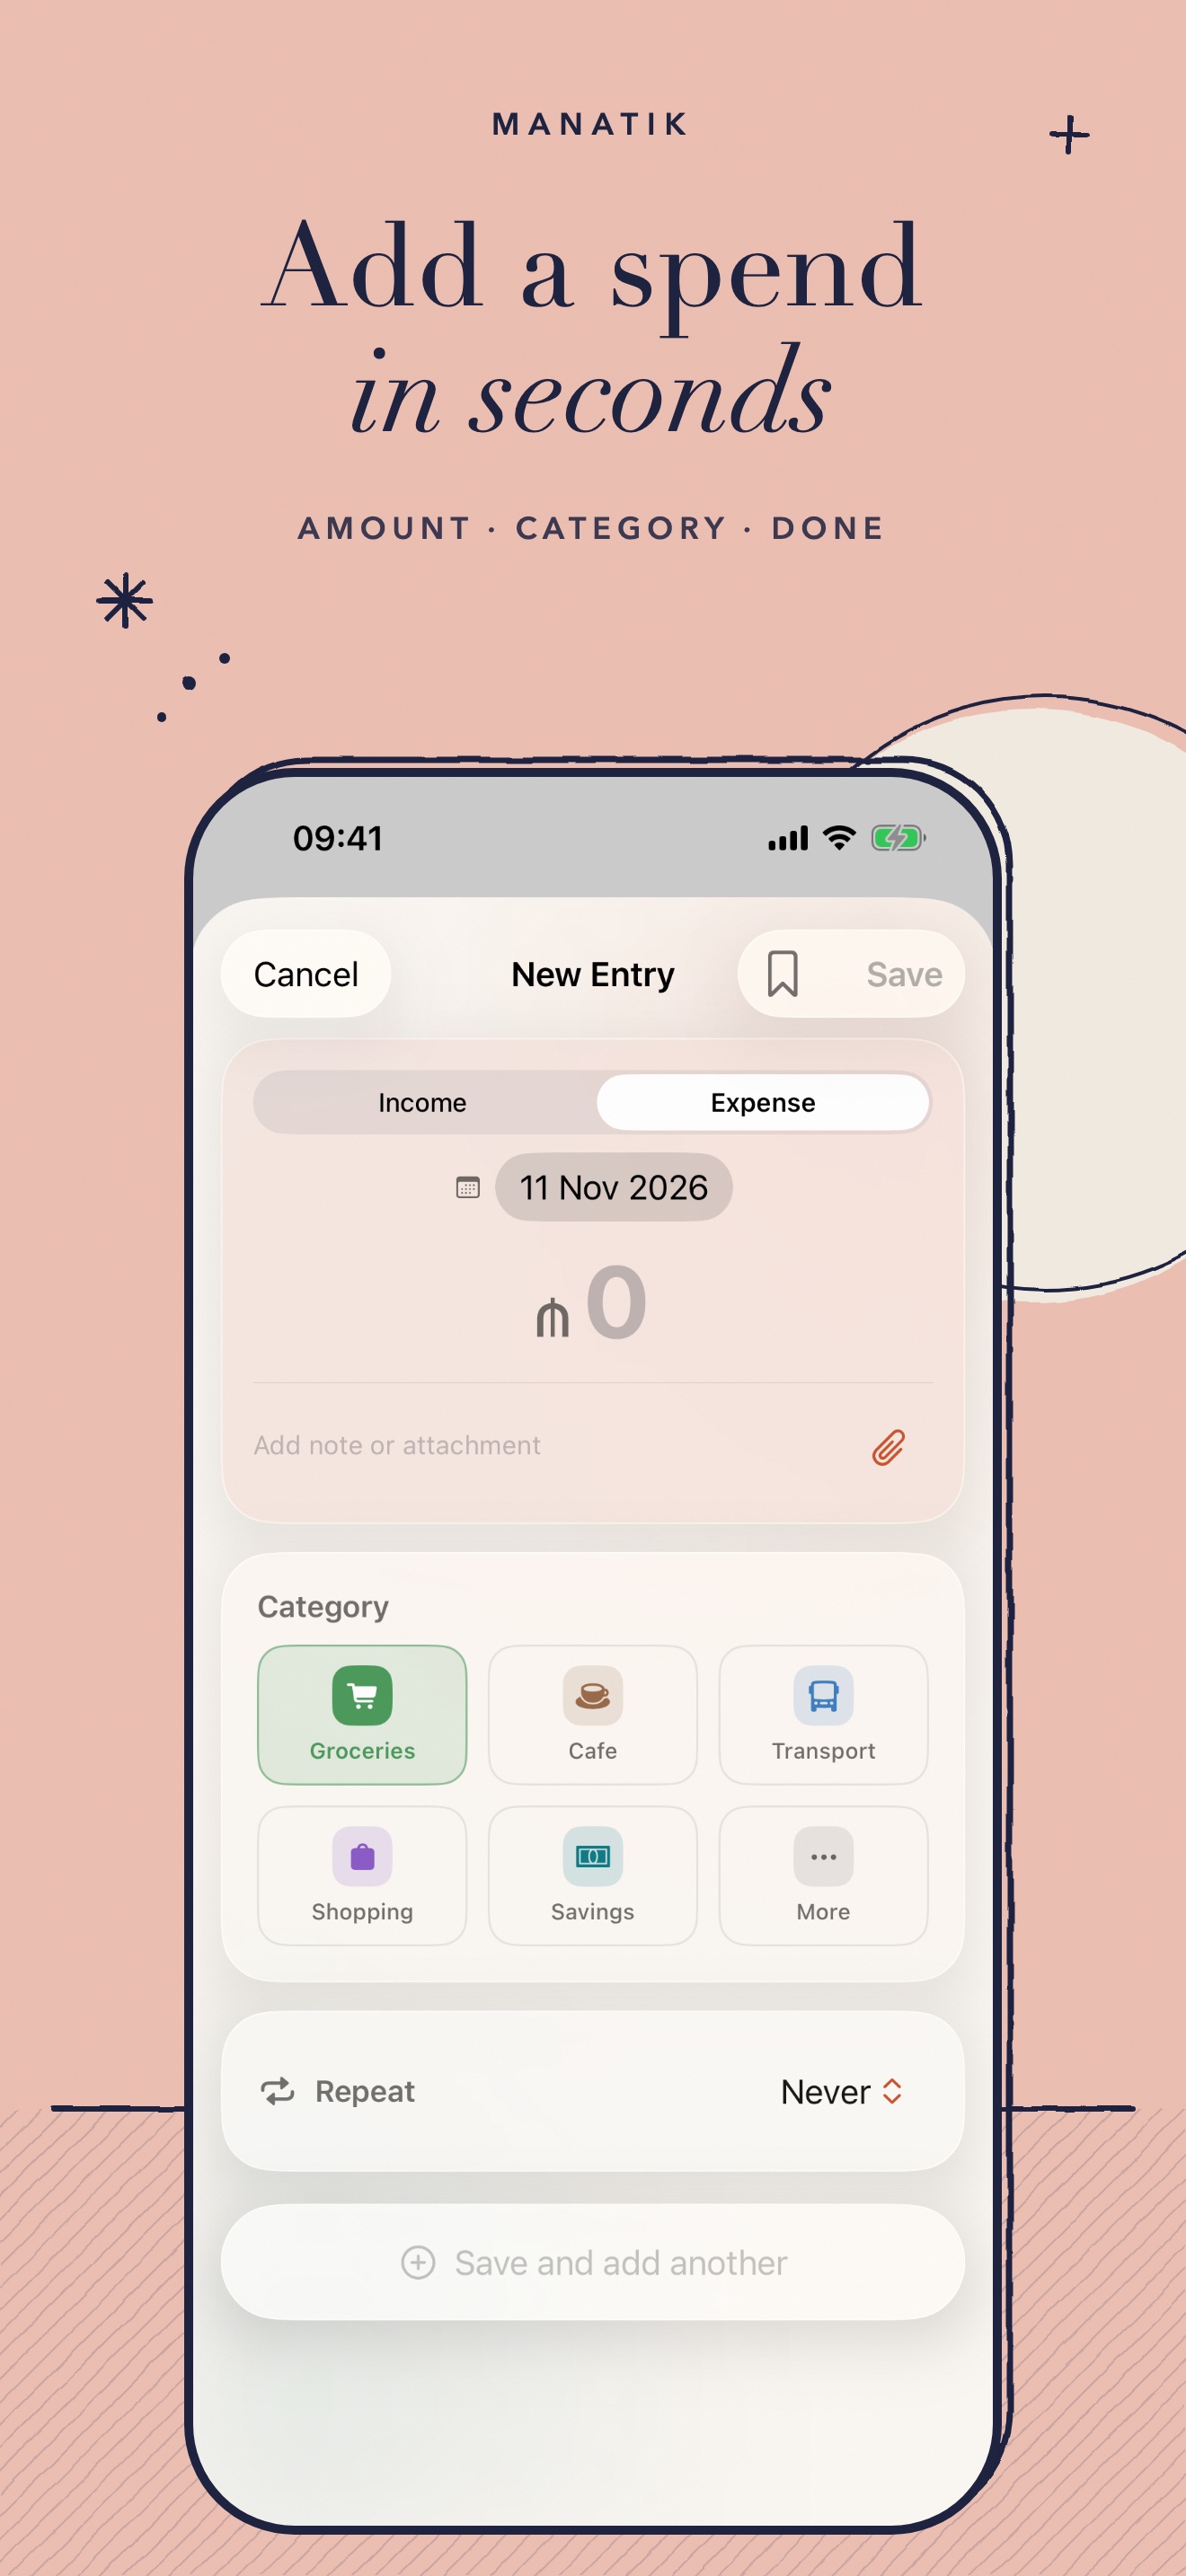 MANATIK
Add a spend
in seconds
AMOUNT · CATEGORY · DONE
09:41
Cancel
New Entry
Save
Income
Expense
11 Nov 2026
₼ 0
Add note or attachment
Category
Groceries
Cafe
Transport
Shopping
Savings
More
Repeat
Never
Save and add another